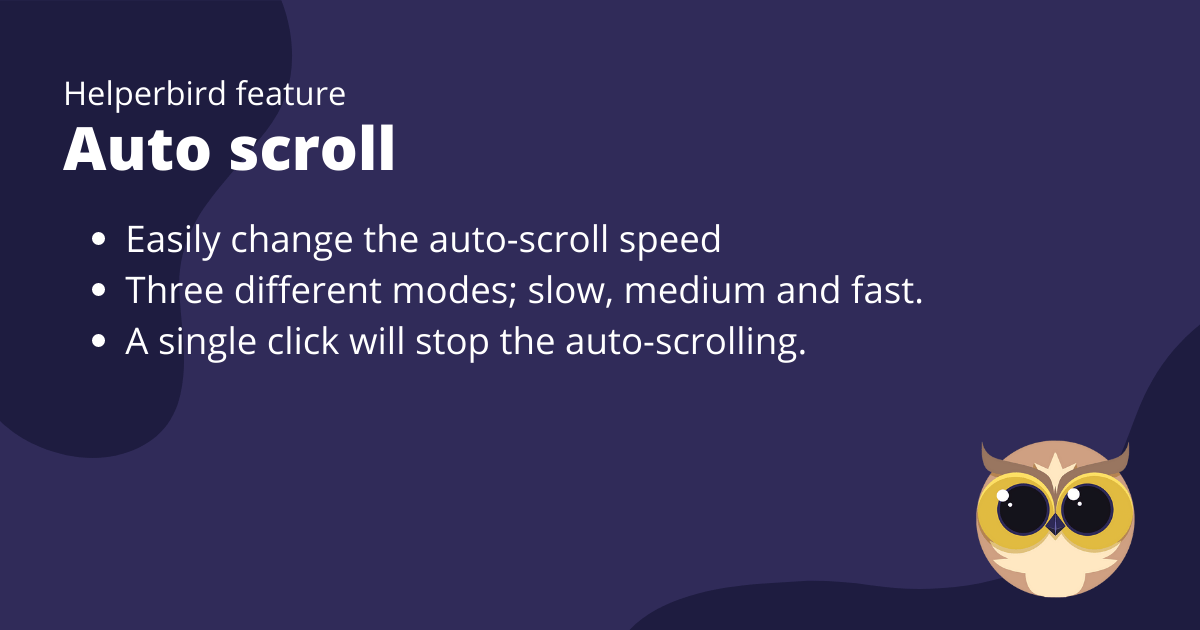 Helperbird feature
Auto scroll
• Easily change the auto-scroll speed
• Three different modes; slow, medium and fast.
• A single click will stop the auto-scrolling.